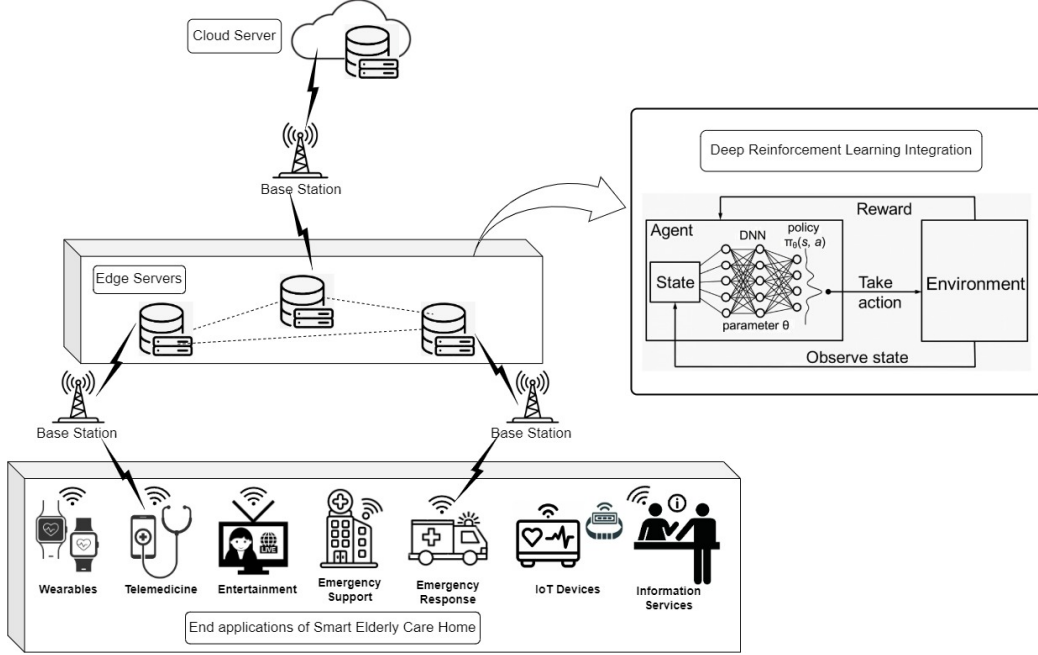 Cloud Server
Base Station
Deep Reinforcement Learning Integration
Reward
Agent
DNN
policy
πθ(s, a)
State
Take
action
Environment
parameter θ
Observe state
Edge Servers
Base Station
Base Station
LIVE
Wearables
Telemedicine
Entertainment
Emergency
Support
Emergency
Response
IoT Devices
Information
Services
End applications of Smart Elderly Care Home